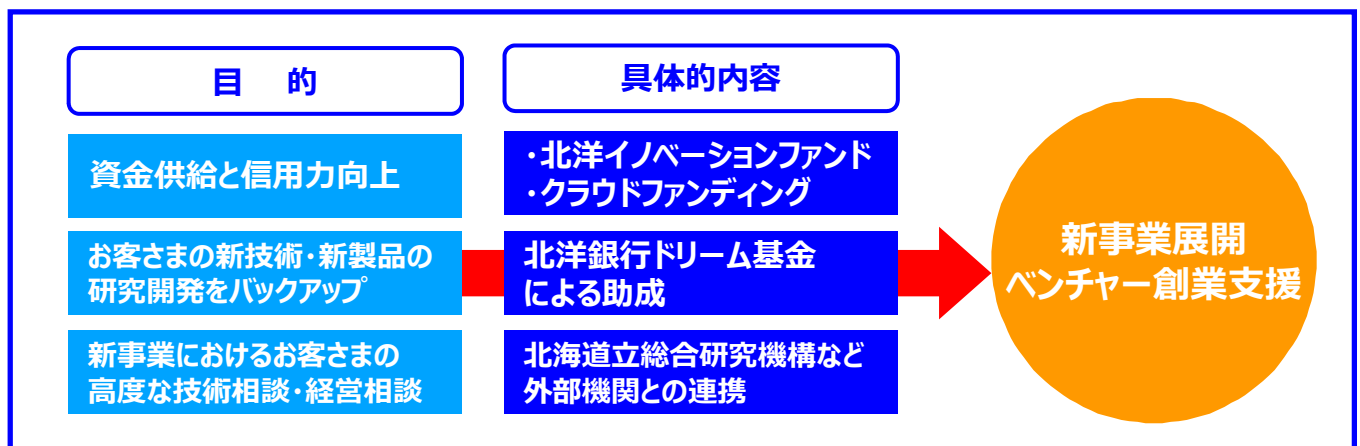 目　的
具体的内容
資金供給と信用力向上
・北洋イノベーションファンド
・クラウドファンディング
お客さまの新技術・新製品の
研究開発をバックアップ
北洋銀行ドリーム基金
による助成
新事業におけるお客さまの
高度な技術相談・経営相談
北海道立総合研究機構など
外部機関との連携
新事業展開
ベンチャー創業支援